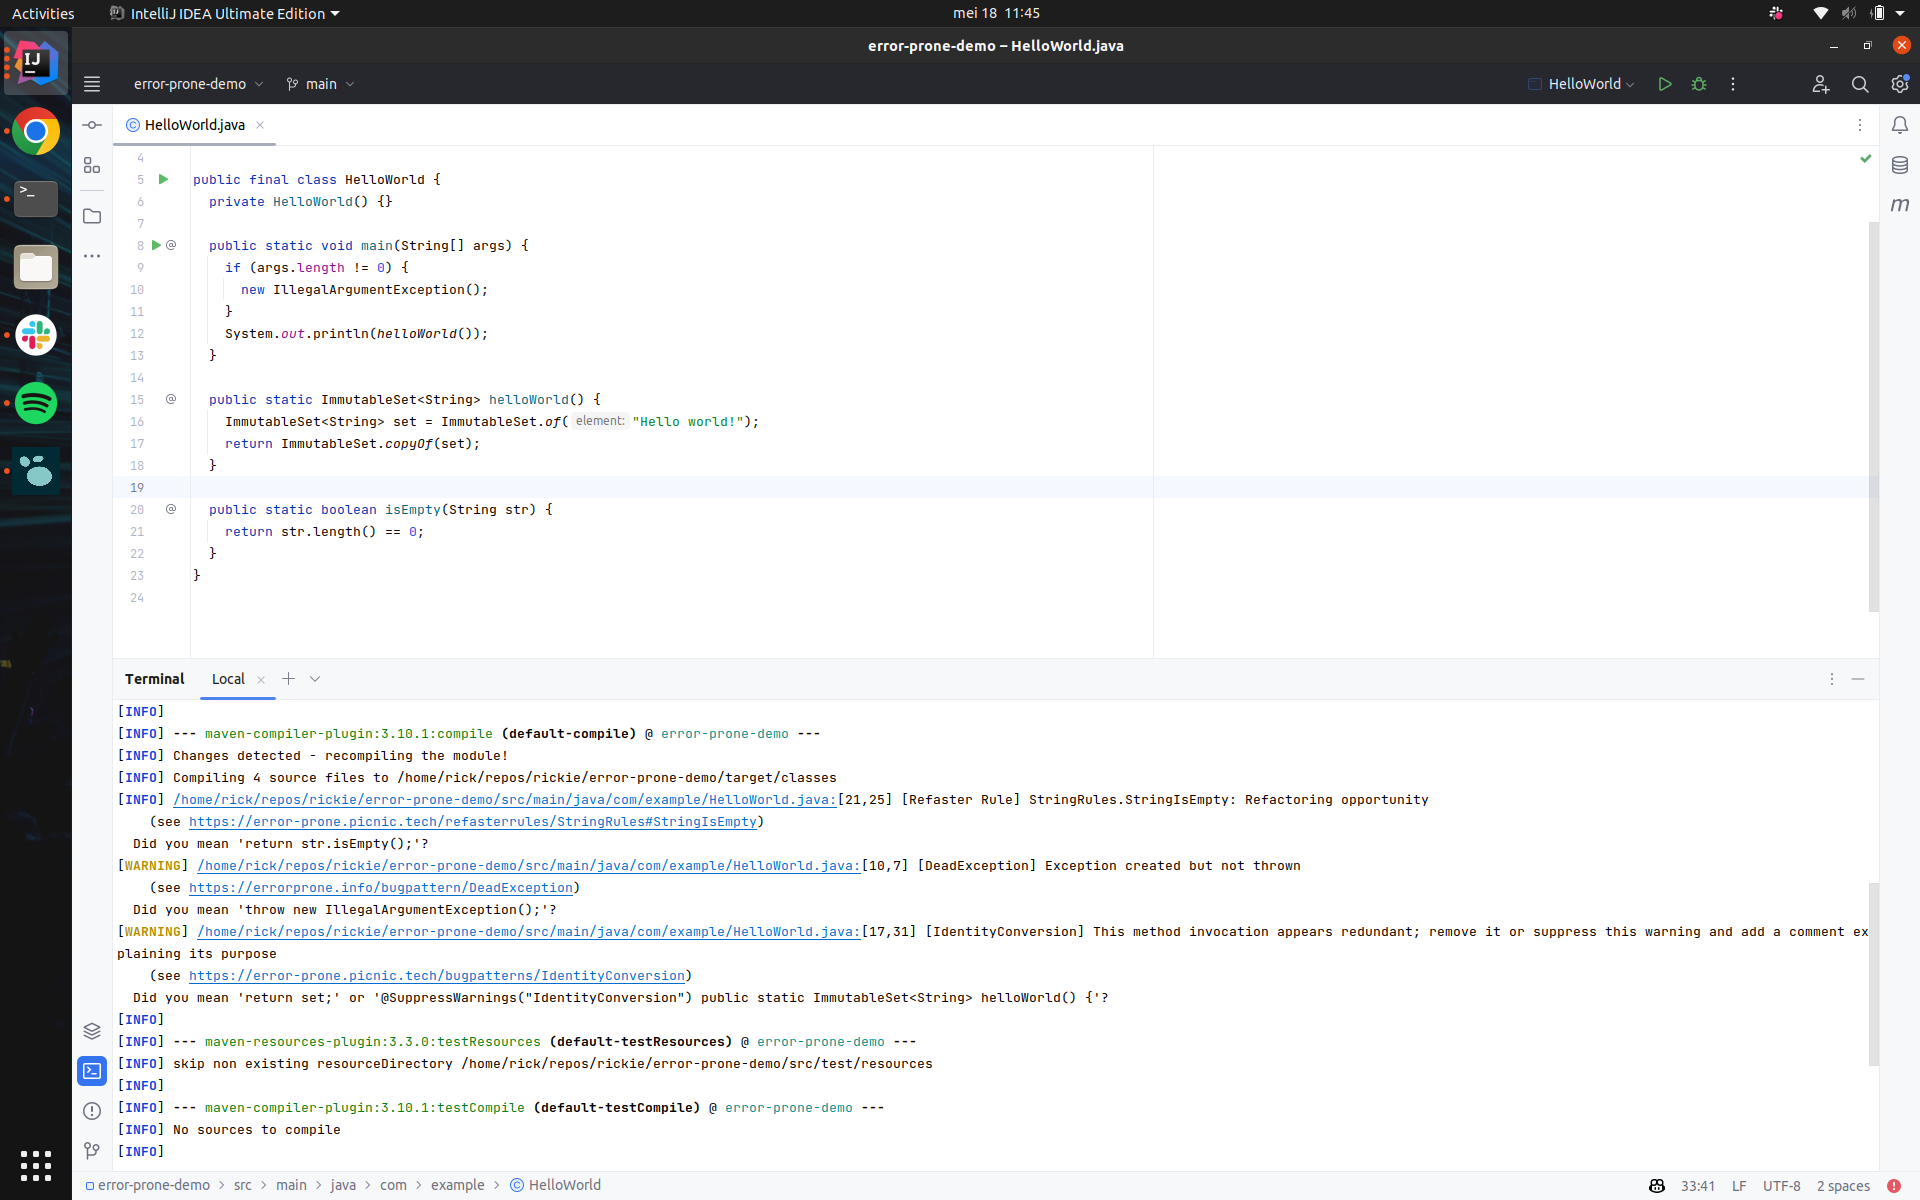 Activities IntelliJ IDEA Ultimate Edition mei 18 11:45
error-prone-demo – HelloWorld.java
error-prone-demo main HelloWorld
HelloWorld.java
4
5 public final class HelloWorld {
6 private HelloWorld() {}
7
8 @ public static void main(String[] args) {
9 if (args.length != 0) {
10 new IllegalArgumentException();
11 }
12 System.out.println(helloWorld());
13 }
14
15 @ public static ImmutableSet<String> helloWorld() {
16 ImmutableSet<String> set = ImmutableSet.of( element: "Hello world!");
17 return ImmutableSet.copyOf(set);
18 }
19
20 @ public static boolean isEmpty(String str) {
21 return str.length() == 0;
22 }
23 }
24
Terminal Local
[INFO]
[INFO] --- maven-compiler-plugin:3.10.1:compile (default-compile) @ error-prone-demo ---
[INFO] Changes detected - recompiling the module!
[INFO] Compiling 4 source files to /home/rick/repos/rickie/error-prone-demo/target/classes
[INFO] /home/rick/repos/rickie/error-prone-demo/src/main/java/com/example/HelloWorld.java:[21,25] [Refaster Rule] StringRules.StringIsEmpty: Refactoring opportunity
(see https://error-prone.picnic.tech/refasterrules/StringRules#StringIsEmpty)
Did you mean 'return str.isEmpty();'?
[WARNING] /home/rick/repos/rickie/error-prone-demo/src/main/java/com/example/HelloWorld.java:[10,7] [DeadException] Exception created but not thrown
(see https://errorprone.info/bugpattern/DeadException)
Did you mean 'throw new IllegalArgumentException();'?
[WARNING] /home/rick/repos/rickie/error-prone-demo/src/main/java/com/example/HelloWorld.java:[17,31] [IdentityConversion] This method invocation appears redundant; remove it or suppress this warning and add a comment ex
plaining its purpose
(see https://error-prone.picnic.tech/bugpatterns/IdentityConversion)
Did you mean 'return set;' or '@SuppressWarnings("IdentityConversion") public static ImmutableSet<String> helloWorld() {'?
[INFO]
[INFO] --- maven-resources-plugin:3.3.0:testResources (default-testResources) @ error-prone-demo ---
[INFO] skip non existing resourceDirectory /home/rick/repos/rickie/error-prone-demo/src/test/resources
[INFO]
[INFO] --- maven-compiler-plugin:3.10.1:testCompile (default-testCompile) @ error-prone-demo ---
[INFO] No sources to compile
[INFO]
error-prone-demo > src > main > java > com > example > HelloWorld 33:41 LF UTF-8 2 spaces